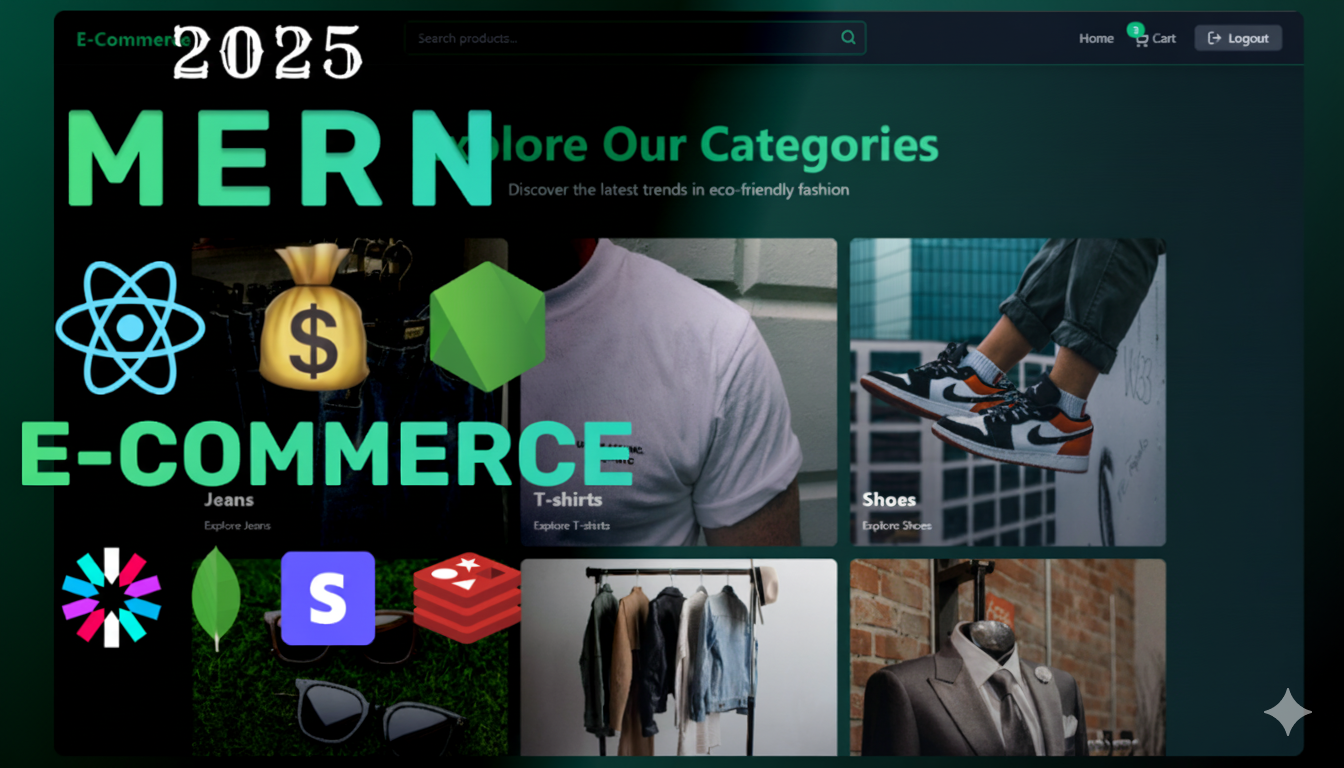 E-Commerce
2025
Search products...
Home
3
Cart
Logout
MERN
Explore Our Categories
Discover the latest trends in eco-friendly fashion
$
E-COMMERCE
Jeans
Explore Jeans
T-shirts
Explore T-shirts
Shoes
Explore Shoes
S